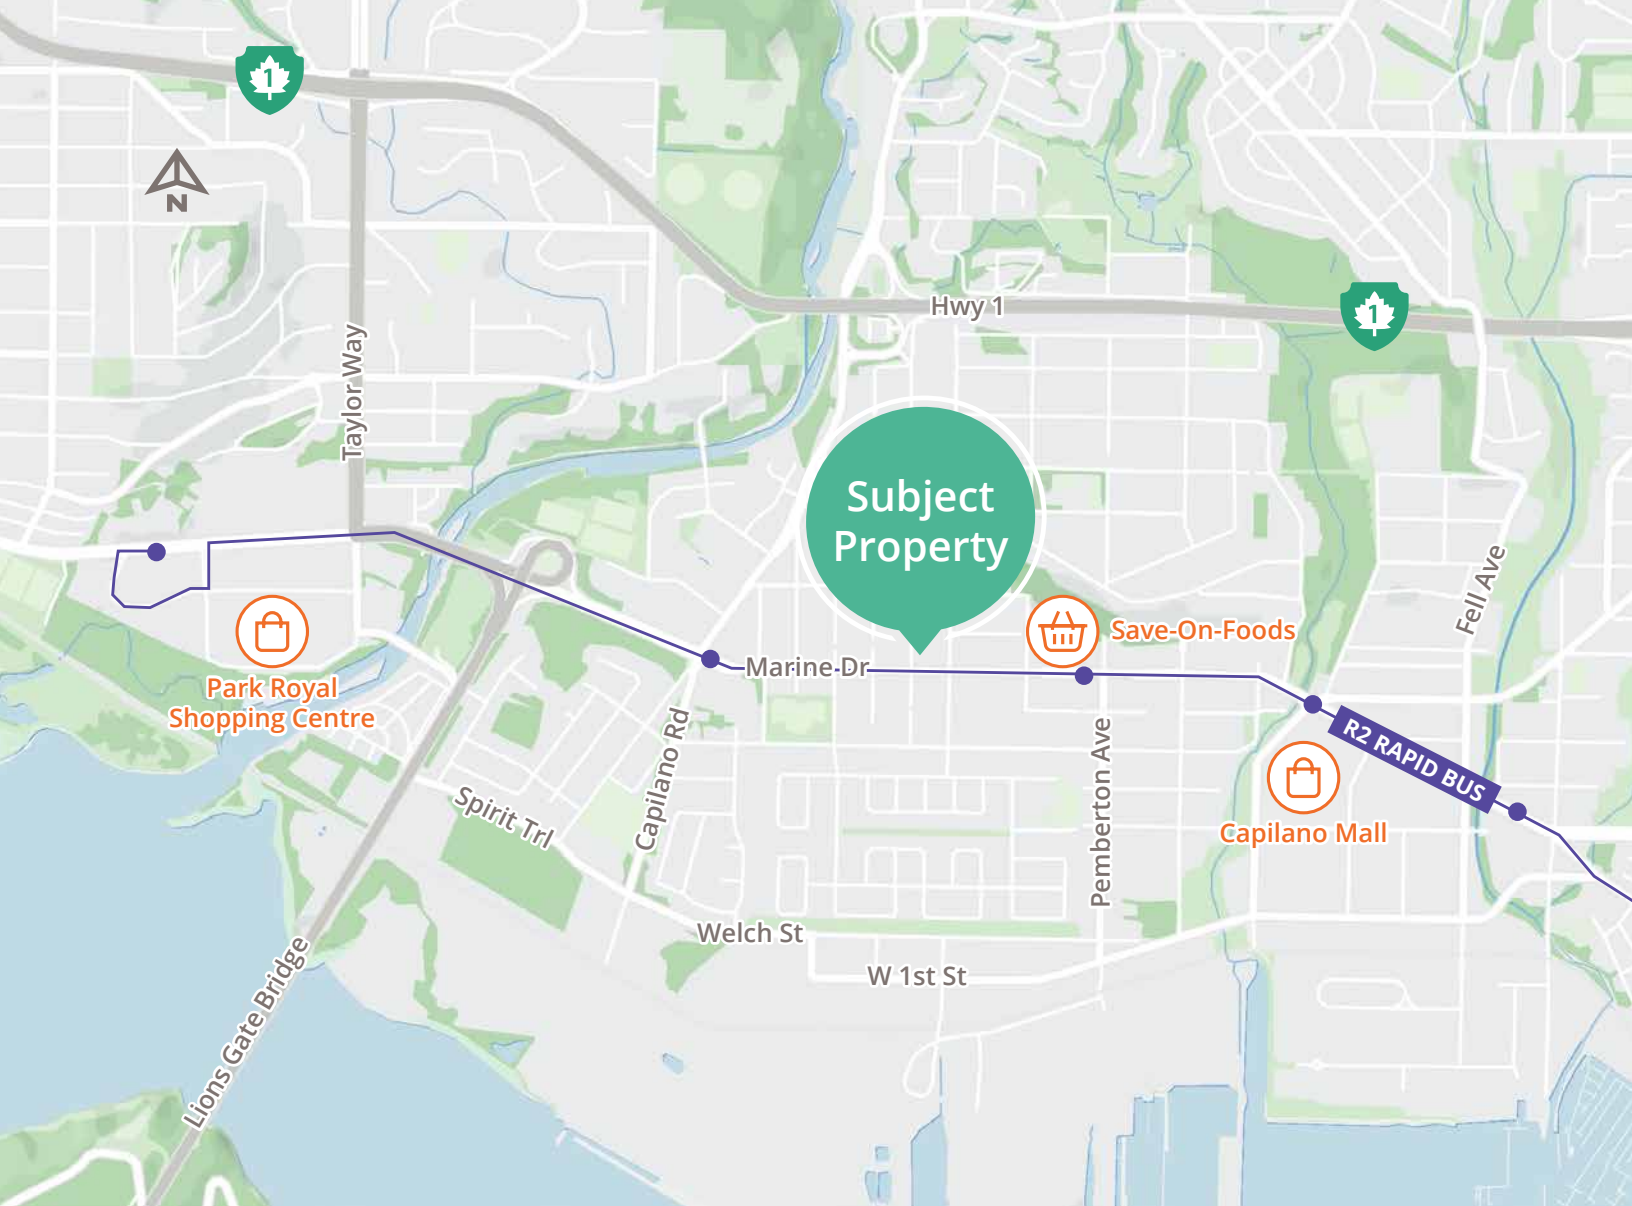 1
N
Hwy 1
1
Taylor Way
Subject
Property
Fell Ave
Save-On-Foods
Marine Dr
Park Royal
Shopping Centre
R2 RAPID BUS
Capilano Rd
Pemberton Ave
Spirit Trl
Capilano Mall
Welch St
W 1st St
Lions Gate Bridge